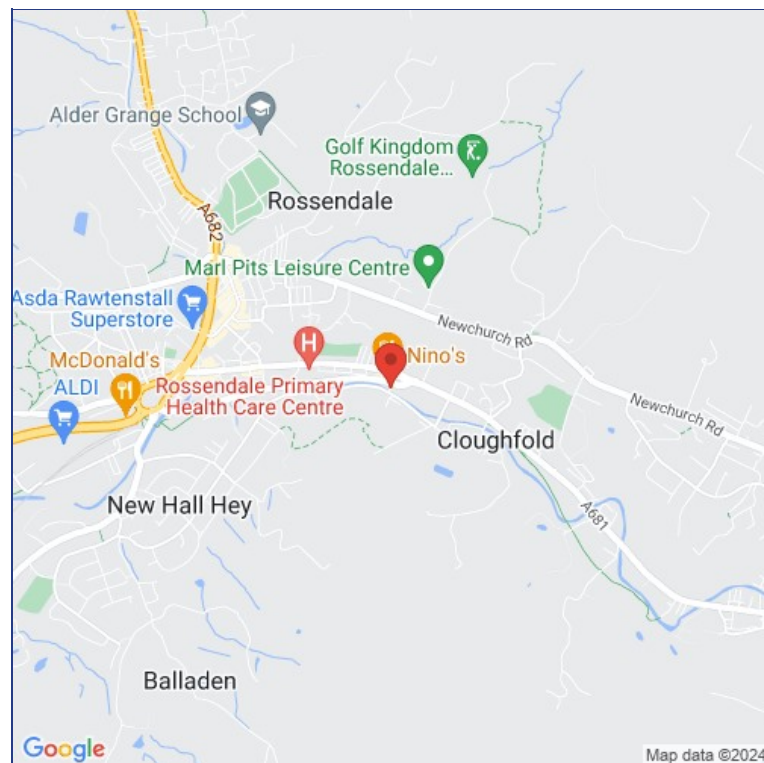 Alder Grange School
Golf Kingdom
Rossendale...
Rossendale
A682
Marl Pits Leisure Centre
Asda Rawtenstall
Superstore
Newchurch Rd
McDonald's
Nino's
ALDI
Rossendale Primary
Health Care Centre
Newchurch Rd
Cloughfold
New Hall Hey
A681
Balladen
Google
Map data ©2024